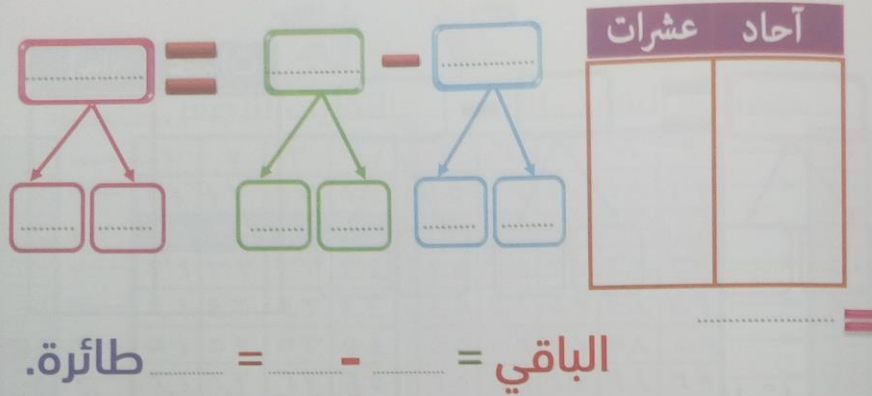 آحاد عشرات
.......... - .......... = ..........
.......... .......... .......... .......... .......... ..........
= ..........
الباقي = .......... - .......... = .......... طائرة.